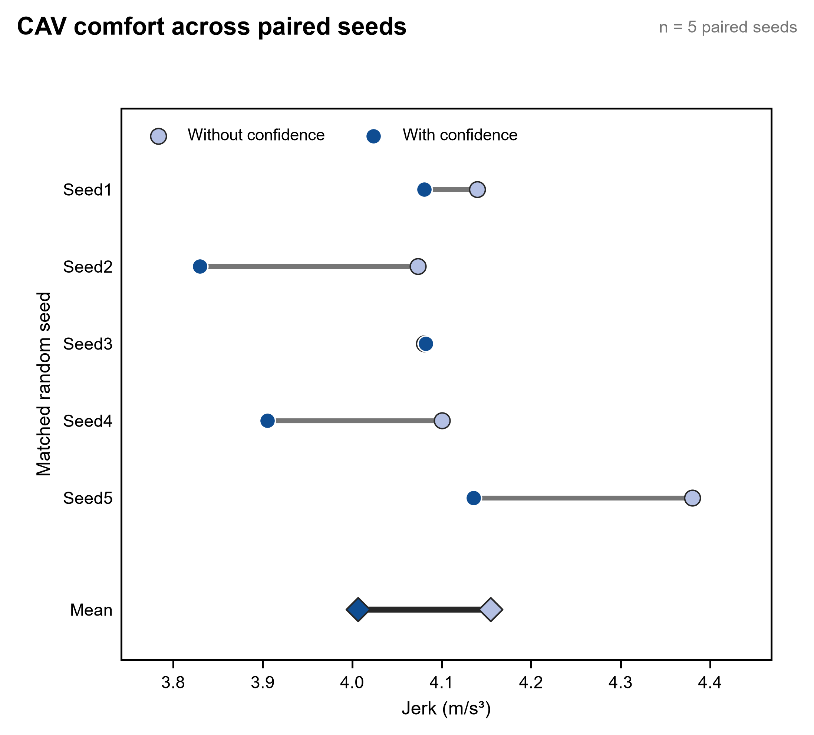 CAV comfort across paired seeds
n = 5 paired seeds
Without confidence
With confidence
Matched random seed
Seed1
Seed2
Seed3
Seed4
Seed5
Mean
3.8 3.9 4.0 4.1 4.2 4.3 4.4
Jerk (m/s³)